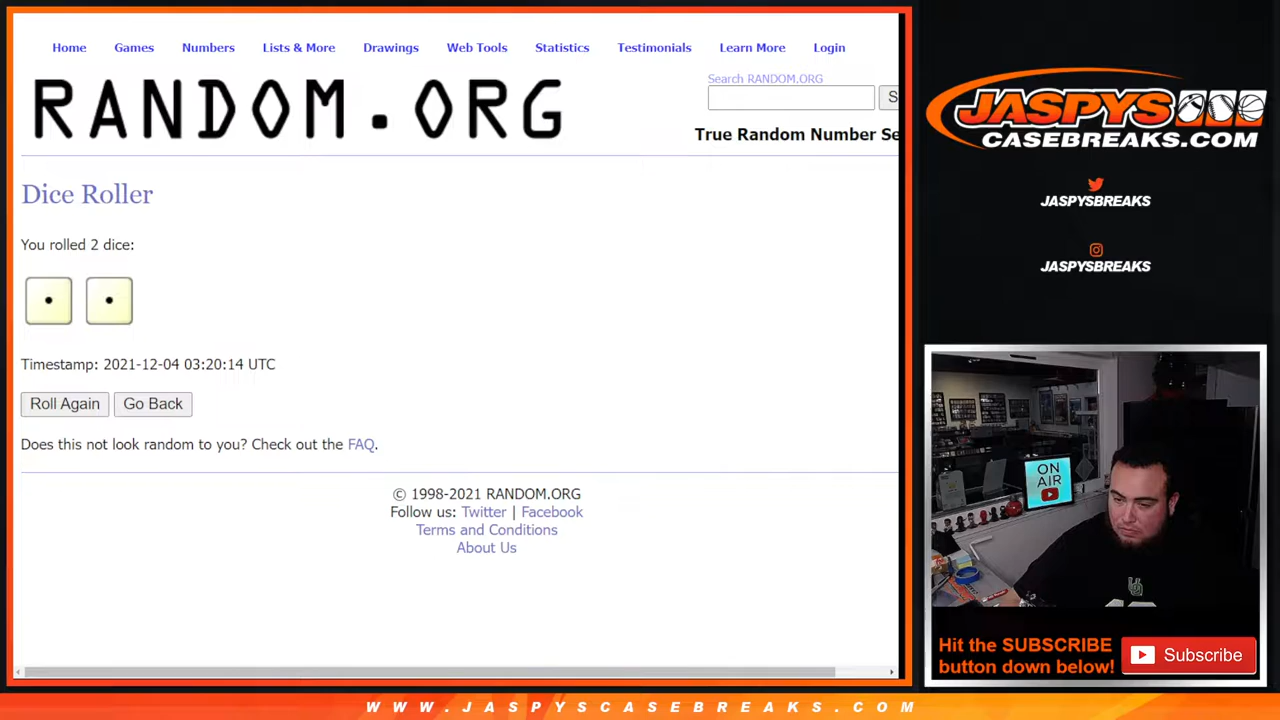 Home Games Numbers Lists & More Drawings Web Tools Statistics Testimonials Learn More Login
RANDOM.ORG
Search RANDOM.ORG
S
True Random Number Se
Dice Roller
You rolled 2 dice:
Timestamp: 2021-12-04 03:20:14 UTC
Roll Again Go Back
Does this not look random to you? Check out the FAQ.
© 1998-2021 RANDOM.ORG
Follow us: Twitter | Facebook
Terms and Conditions
About Us
JASPYS
CASEBREAKS.COM
JASPYSBREAKS
JASPYSBREAKS
ON
AIR
Hit the SUBSCRIBE
button down below!
Subscribe
WWW.JASPYSCASEBREAKS.COM